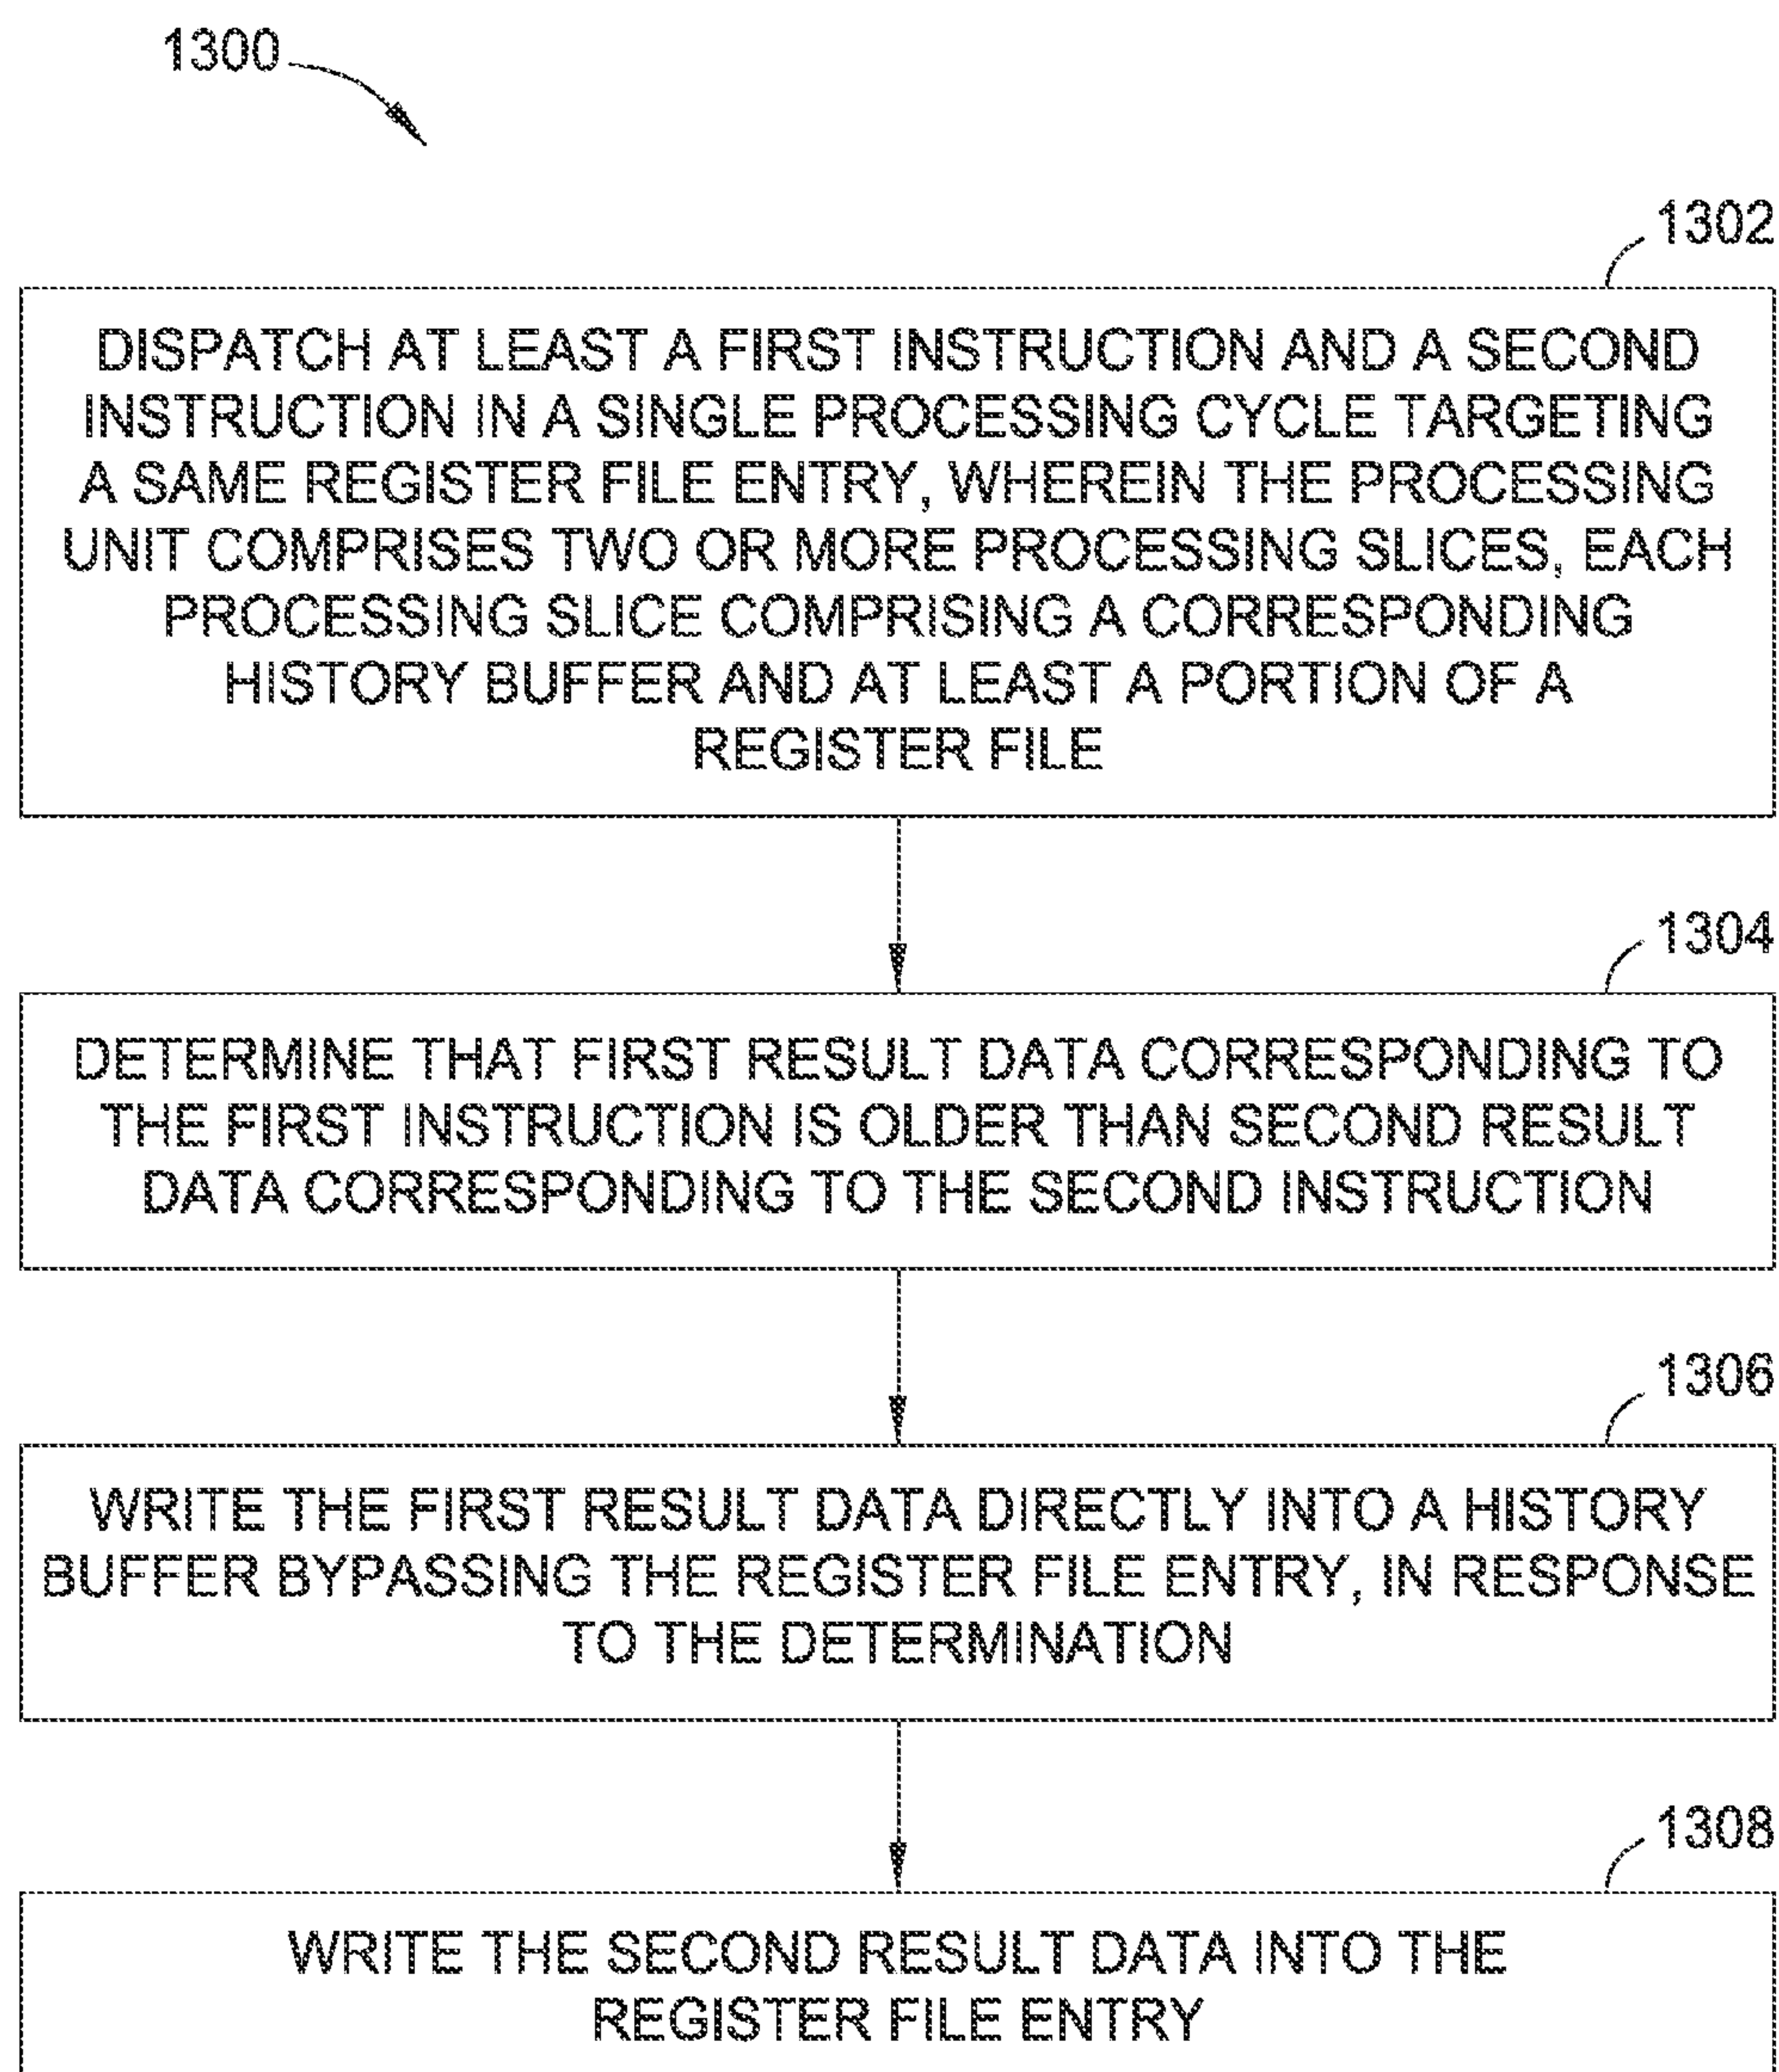 1300
1302
DISPATCH AT LEAST A FIRST INSTRUCTION AND A SECOND
INSTRUCTION IN A SINGLE PROCESSING CYCLE TARGETING
A SAME REGISTER FILE ENTRY, WHEREIN THE PROCESSING
UNIT COMPRISES TWO OR MORE PROCESSING SLICES, EACH
PROCESSING SLICE COMPRISING A CORRESPONDING
HISTORY BUFFER AND AT LEAST A PORTION OF A
REGISTER FILE
1304
DETERMINE THAT FIRST RESULT DATA CORRESPONDING TO
THE FIRST INSTRUCTION IS OLDER THAN SECOND RESULT
DATA CORRESPONDING TO THE SECOND INSTRUCTION
1306
WRITE THE FIRST RESULT DATA DIRECTLY INTO A HISTORY
BUFFER BYPASSING THE REGISTER FILE ENTRY, IN RESPONSE
TO THE DETERMINATION
1308
WRITE THE SECOND RESULT DATA INTO THE
REGISTER FILE ENTRY